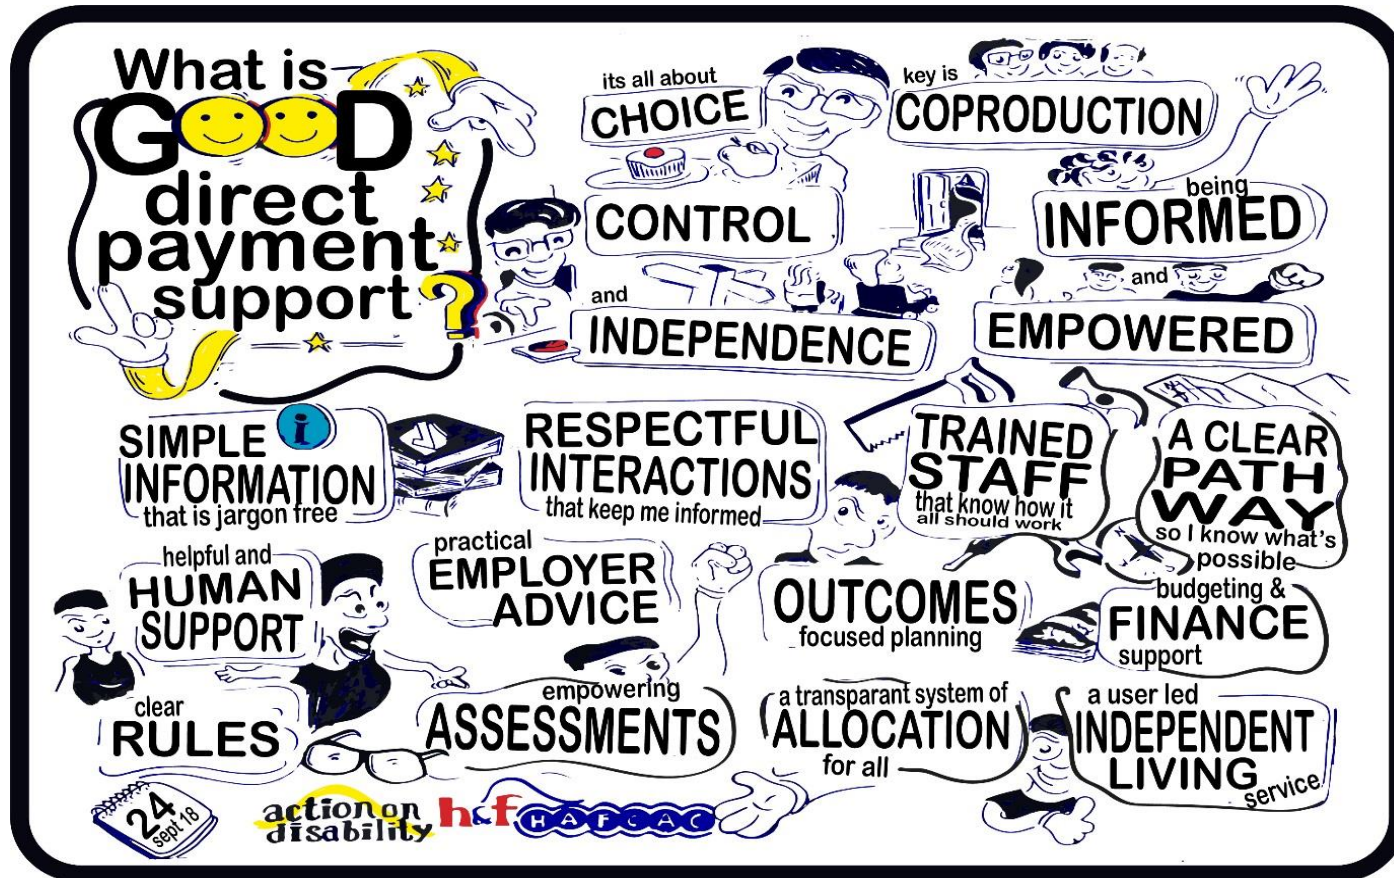 What is
GOOD
direct
payment
support?
its all about
CHOICE
CONTROL
and
INDEPENDENCE
key is
COPRODUCTION
being
INFORMED
and
EMPOWERED
SIMPLE i
INFORMATION
that is jargon free
RESPECTFUL
INTERACTIONS
that keep me informed
TRAINED
STAFF
that know how it
all should work
A CLEAR
PATH
WAY
so I know what's
possible
helpful and
HUMAN
SUPPORT
practical
EMPLOYER
ADVICE
OUTCOMES
focused planning
budgeting &
FINANCE
support
clear
RULES
empowering
ASSESSMENTS
a transparant system of
ALLOCATION
for all
a user led
INDEPENDENT
LIVING
service
24
sept 18
action on
disability
h&f
HAFCAC